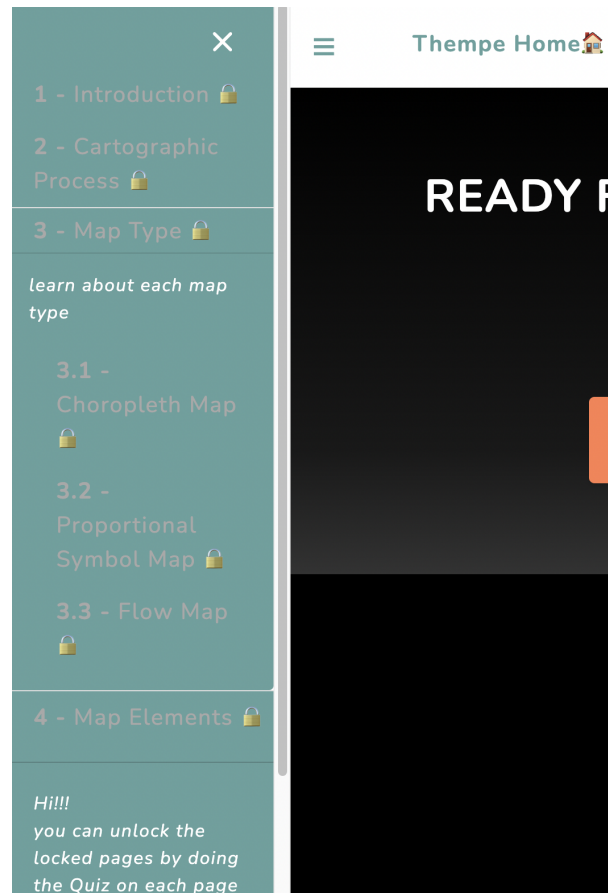 1 - Introduction 🔒
2 - Cartographic
Process 🔒
3 - Map Type 🔒
learn about each map
type
3.1 -
Choropleth Map
🔒
3.2 -
Proportional
Symbol Map 🔒
3.3 - Flow Map
🔒
4 - Map Elements 🔒
Hi!!!
you can unlock the
locked pages by doing
the Quiz on each page
Thempe Home🏠
READY